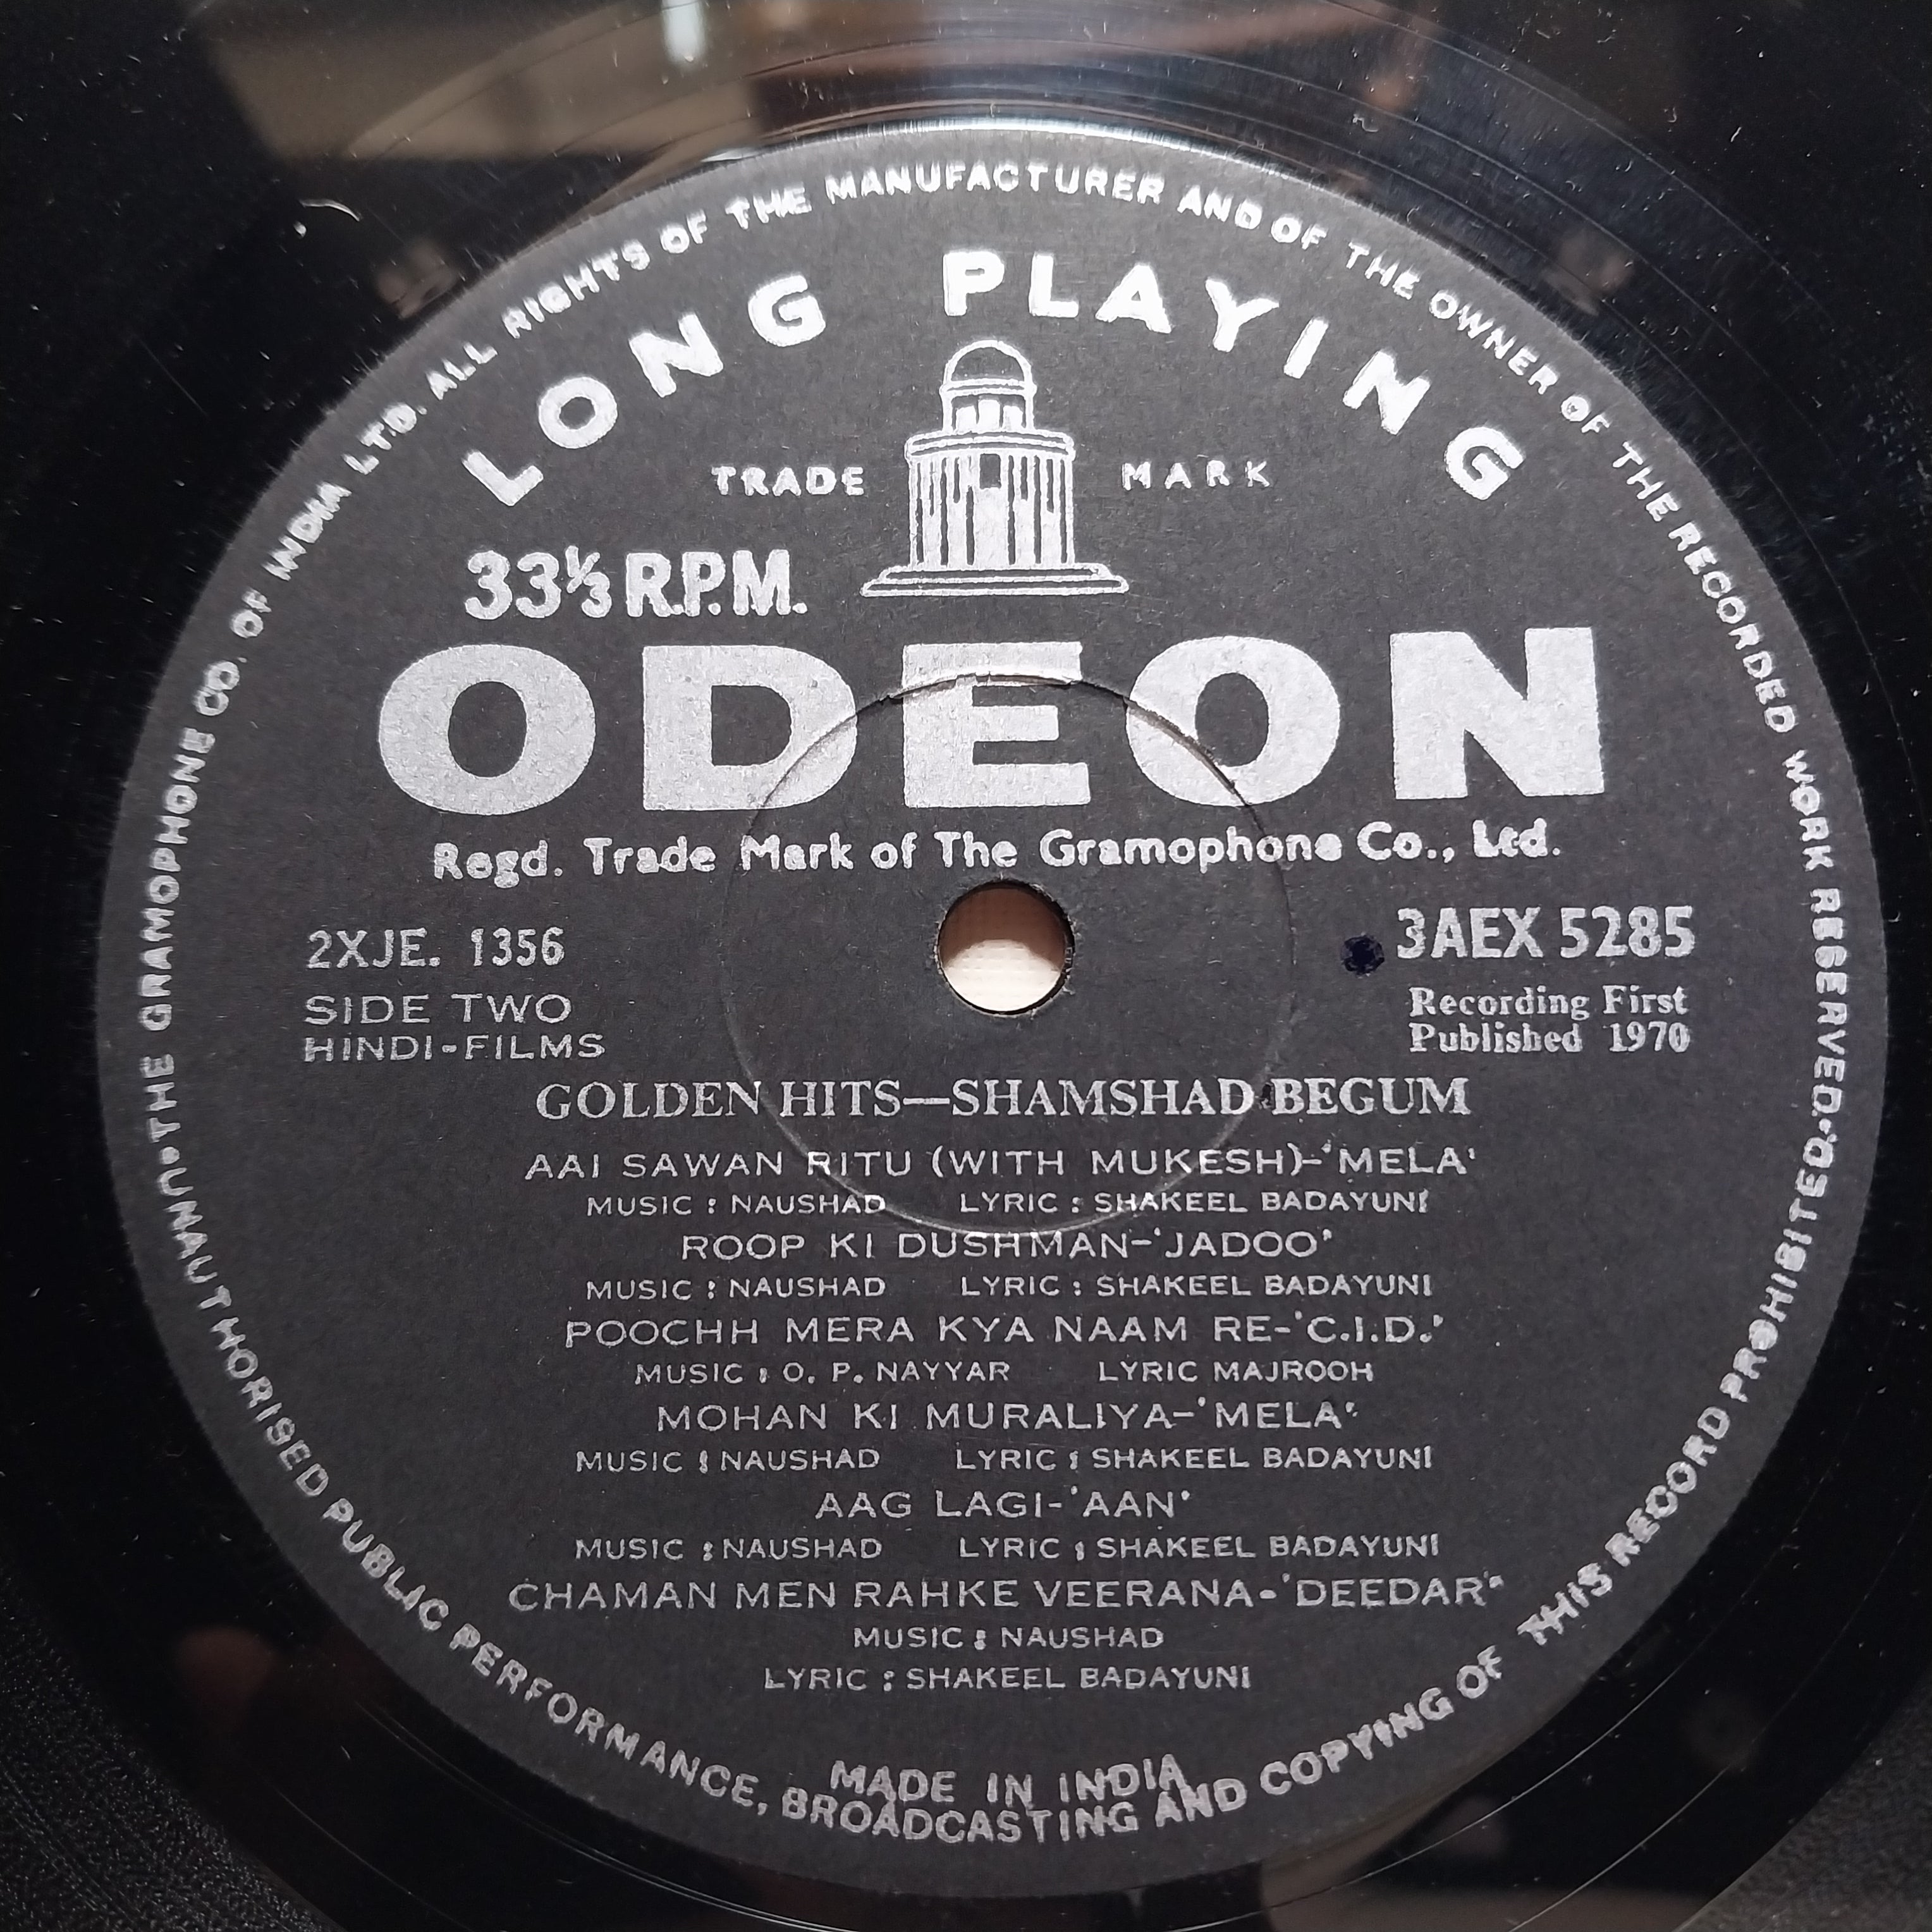 THE GRAMOPHONE CO. OF INDIA LTD. ALL RIGHTS OF THE MANUFACTURER AND OF THE OWNER OF THE RECORDED WORK RESERVED.
LONG PLAYING
TRADE MARK
33⅓ R.P.M.
ODEON
Regd. Trade Mark of The Gramophone Co., Ltd.
2XJE. 1356
3AEX 5285
SIDE TWO
HINDI-FILMS
Recording First
Published 1970
GOLDEN HITS—SHAMSHAD BEGUM
AAI SAWAN RITU (WITH MUKESH)-'MELA'
MUSIC : NAUSHAD LYRIC : SHAKEEL BADAYUNI
ROOP KI DUSHMAN-'JADOO'
MUSIC : NAUSHAD LYRIC : SHAKEEL BADAYUNI
POOCHH MERA KYA NAAM RE-'C.I.D.'
MUSIC : O. P. NAYYAR LYRIC MAJROOH
MOHAN KI MURALIYA-'MELA'
MUSIC : NAUSHAD LYRIC : SHAKEEL BADAYUNI
AAG LAGI-'AAN'
MUSIC : NAUSHAD LYRIC : SHAKEEL BADAYUNI
CHAMAN MEN RAHKE VEERANA-'DEEDAR'
MUSIC : NAUSHAD
LYRIC : SHAKEEL BADAYUNI
MADE IN INDIA
UNAUTHORISED PUBLIC PERFORMANCE, BROADCASTING AND COPYING OF THIS RECORD PROHIBITED.